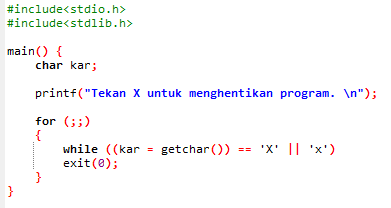 #include<stdio.h>
#include<stdlib.h>
main() {
char kar;
printf("Tekan X untuk menghentikan program. \n");
for (;;)
{
while ((kar = getchar()) == 'X' || 'x')
exit(0);
}
}